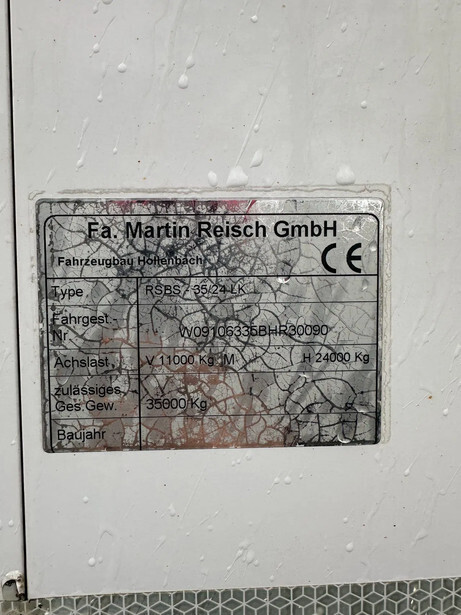 Fa. Martin Reisch GmbH
Fahrzeugbau Hollenbach CE
Type RSBS - 35/24 LK
Fahrgest.
Nr. W09106335BHR30090
Achslast V 11000 Kg M H 24000 Kg
zulässiges
Ges.Gew. 35000 Kg
Baujahr